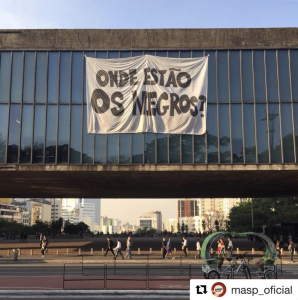 ONDE ESTÃO
OS NEGROS?
masp_oficial